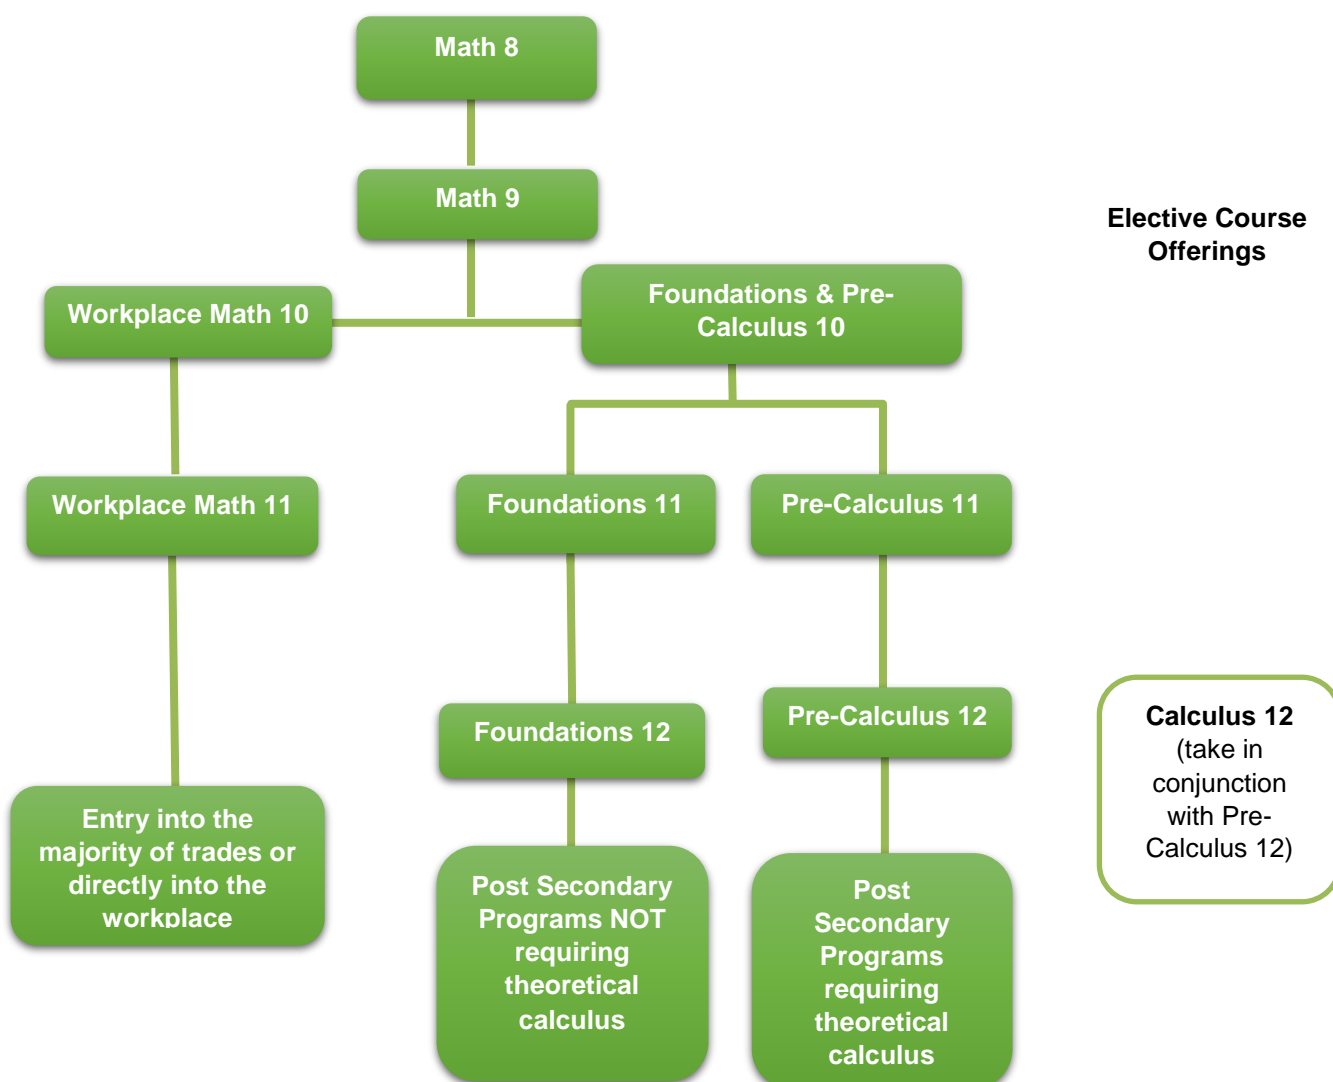 Math 8
Math 9
Elective Course
Offerings
Workplace Math 10
Foundations & Pre-
Calculus 10
Workplace Math 11
Foundations 11
Pre-Calculus 11
Foundations 12
Pre-Calculus 12
Calculus 12
(take in
conjunction
with Pre-
Calculus 12)
Entry into the
majority of trades or
directly into the
workplace
Post Secondary
Programs NOT
requiring
theoretical
calculus
Post
Secondary
Programs
requiring
theoretical
calculus